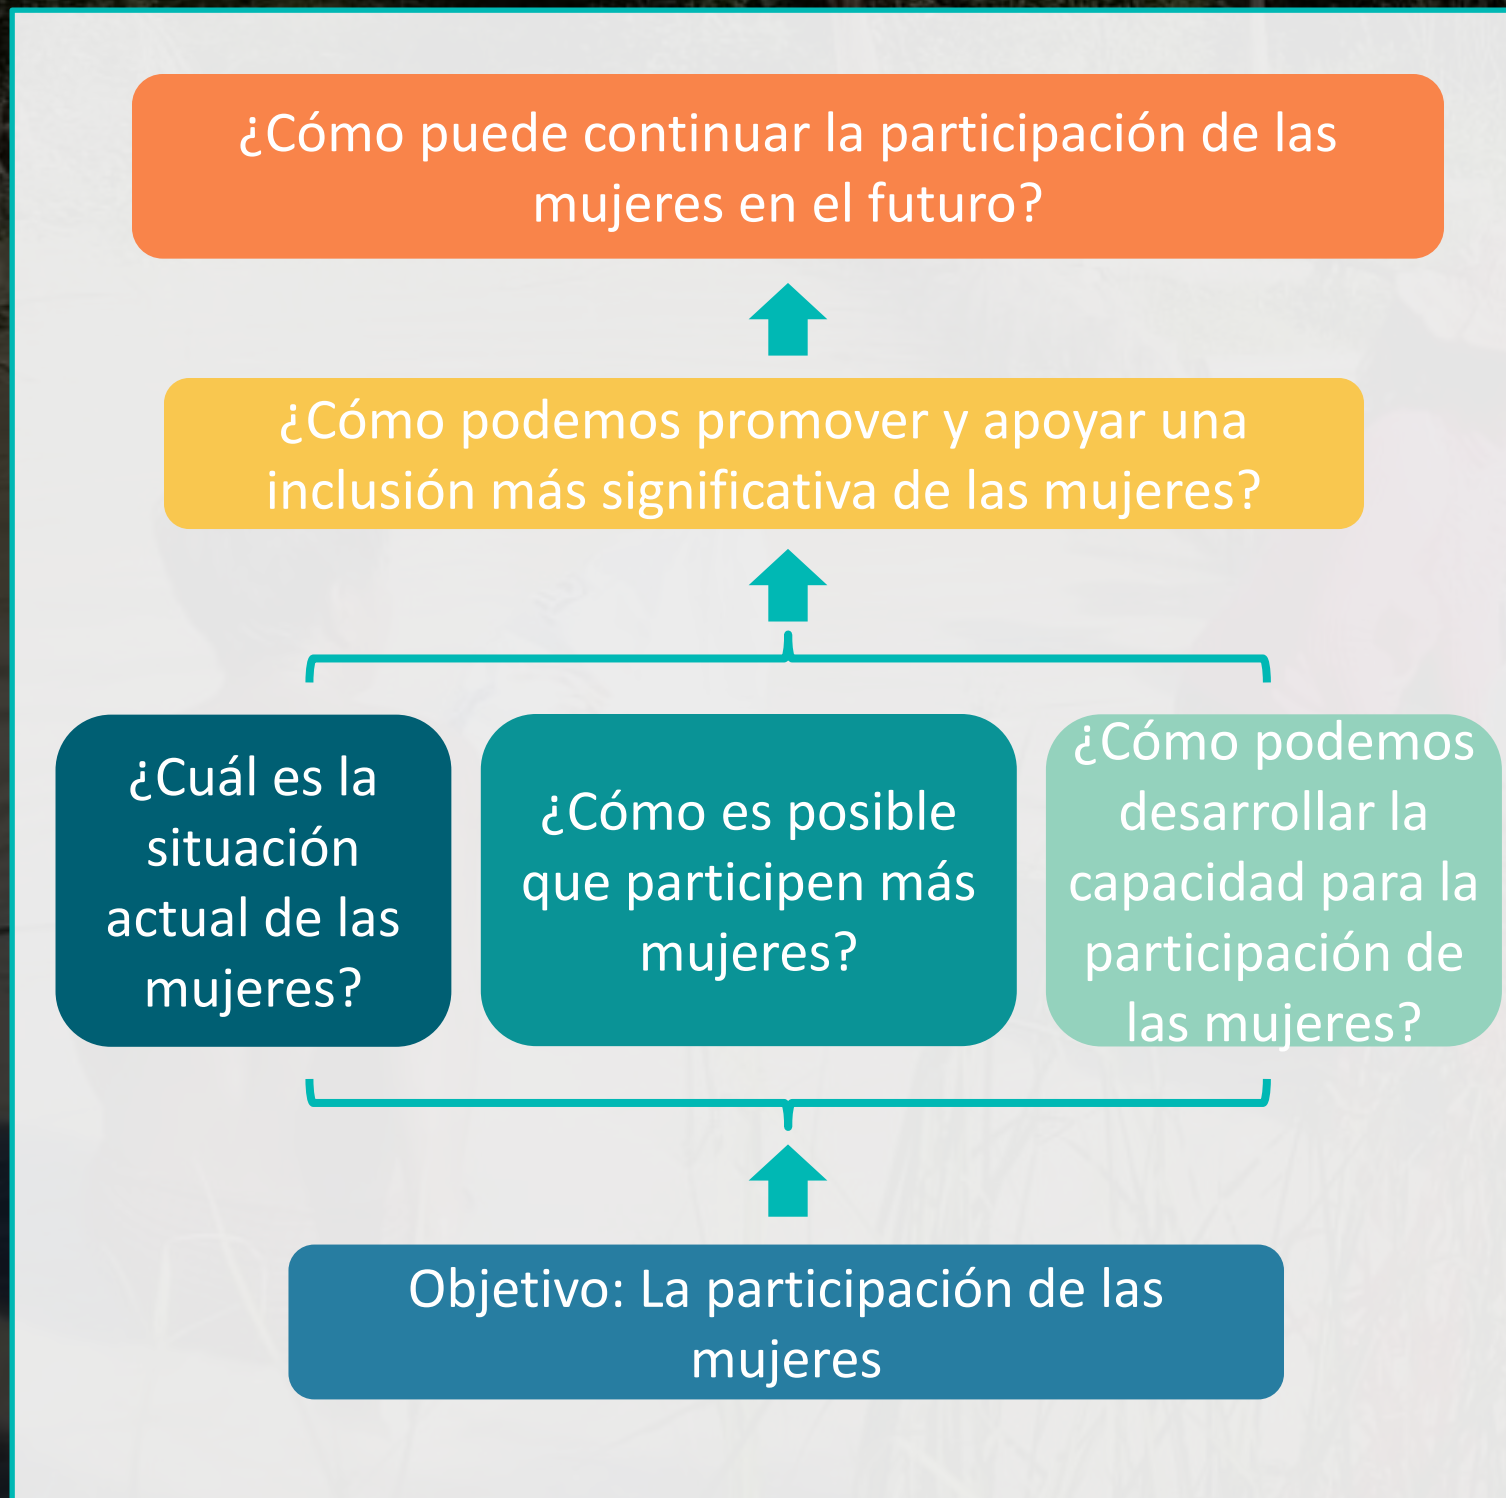 ¿Cómo puede continuar la participación de las
mujeres en el futuro?
¿Cómo podemos promover y apoyar una
inclusión más significativa de las mujeres?
¿Cuál es la
situación
actual de las
mujeres?
¿Cómo es posible
que participen más
mujeres?
¿Cómo podemos
desarrollar la
capacidad para la
participación de
las mujeres?
Objetivo: La participación de las
mujeres